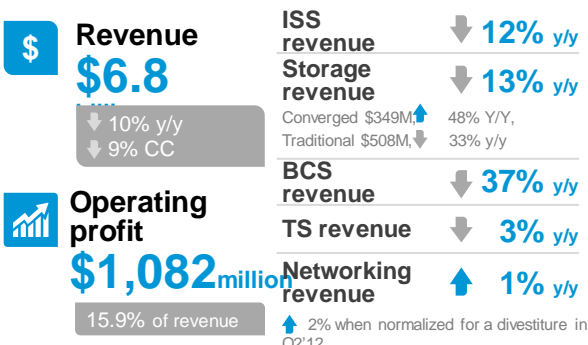 $
Revenue
$6.8
10% y/y
9% CC
Operating
profit
$1,082million
15.9% of revenue
ISS
revenue
12% y/y
Storage
revenue
13% y/y
Converged $349M, 48% Y/Y,
Traditional $508M, 33% y/y
BCS
revenue
37% y/y
TS revenue
3% y/y
Networking
revenue
1% y/y
2% when normalized for a divestiture in
Q2'12